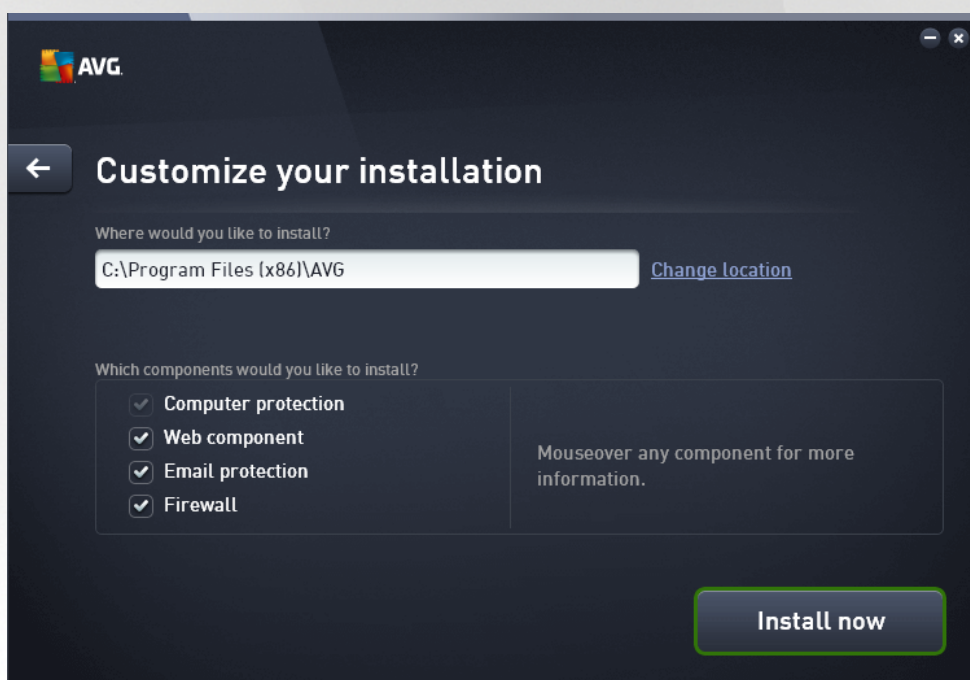 AVG.
Customize your installation
Where would you like to install?
C:\Program Files (x86)\AVG
Change location
Which components would you like to install?
Computer protection
Web component
Email protection
Firewall
Mouseover any component for more
information.
Install now